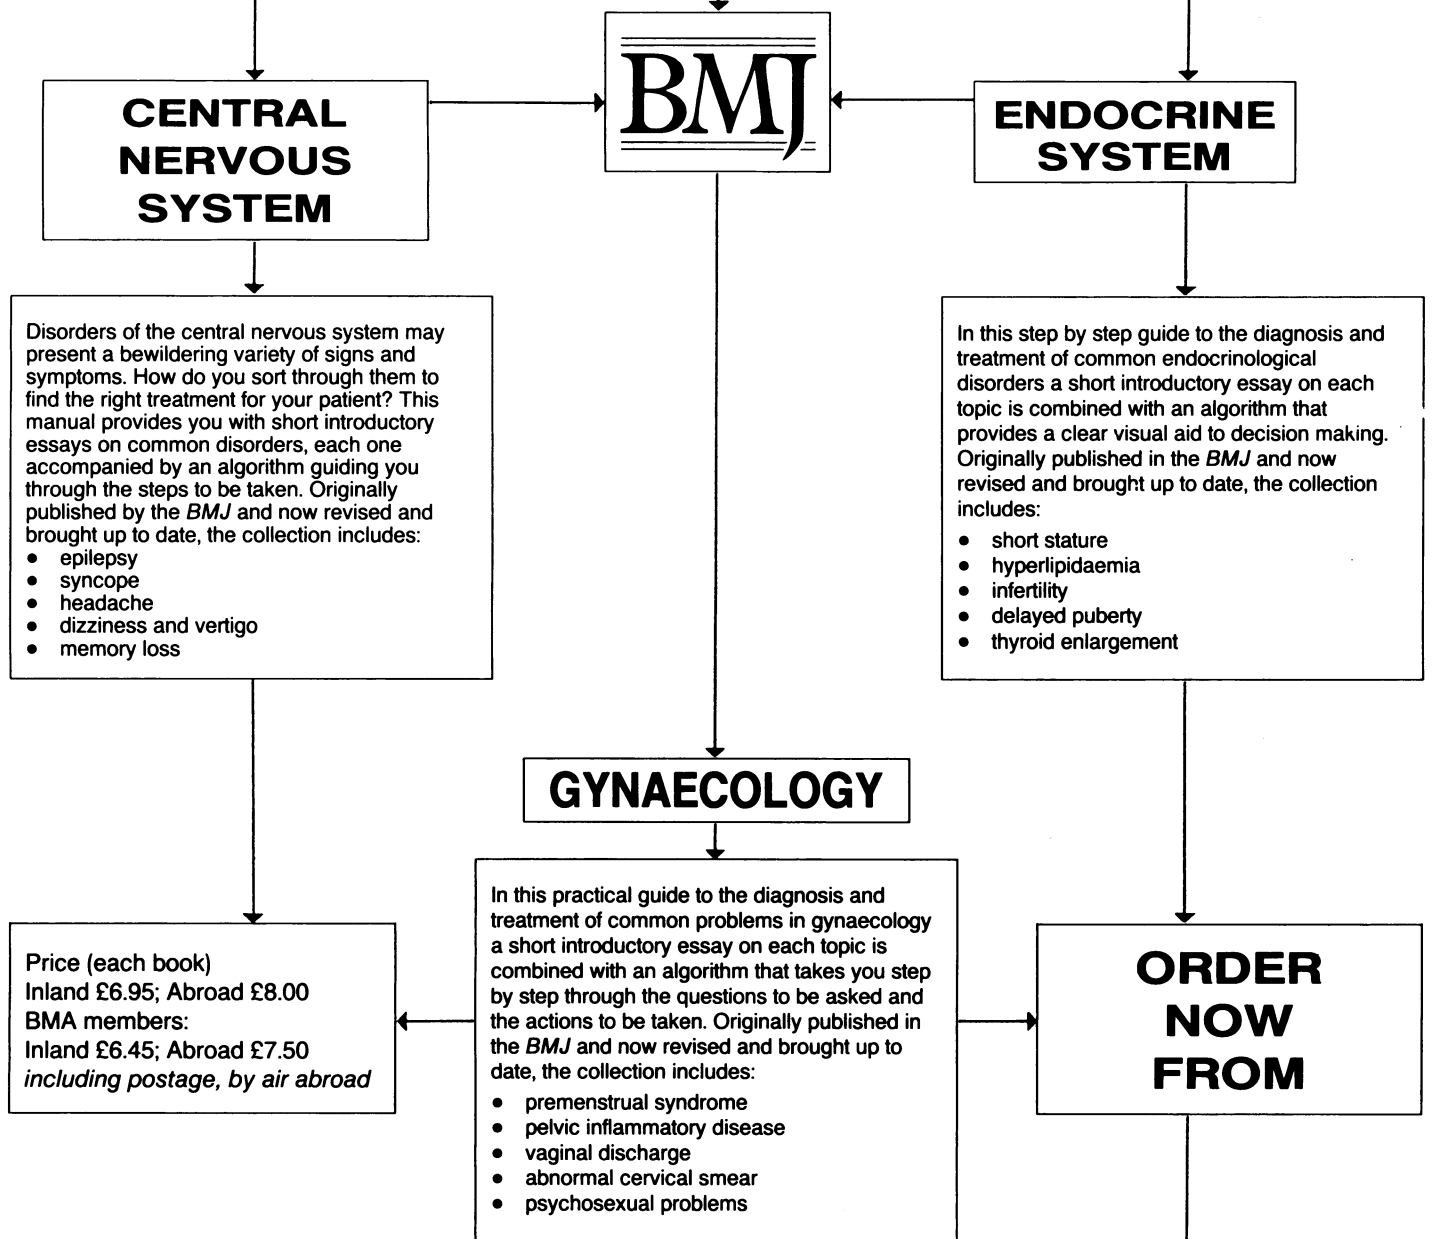 CENTRAL
NERVOUS
SYSTEM
BMJ
ENDOCRINE
SYSTEM
Disorders of the central nervous system may
present a bewildering variety of signs and
symptoms. How do you sort through them to
find the right treatment for your patient? This
manual provides you with short introductory
essays on common disorders, each one
accompanied by an algorithm guiding you
through the steps to be taken. Originally
published by the BMJ and now revised and
brought up to date, the collection includes:
• epilepsy
• syncope
• headache
• dizziness and vertigo
• memory loss
In this step by step guide to the diagnosis and
treatment of common endocrinological
disorders a short introductory essay on each
topic is combined with an algorithm that
provides a clear visual aid to decision making.
Originally published in the BMJ and now
revised and brought up to date, the collection
includes:
• short stature
• hyperlipidaemia
• infertility
• delayed puberty
• thyroid enlargement
GYNAECOLOGY
In this practical guide to the diagnosis and
treatment of common problems in gynaecology
a short introductory essay on each topic is
combined with an algorithm that takes you step
by step through the questions to be asked and
the actions to be taken. Originally published in
the BMJ and now revised and brought up to
date, the collection includes:
• premenstrual syndrome
• pelvic inflammatory disease
• vaginal discharge
• abnormal cervical smear
• psychosexual problems
Price (each book)
Inland £6.95; Abroad £8.00
BMA members:
Inland £6.45; Abroad £7.50
including postage, by air abroad
ORDER
NOW
FROM